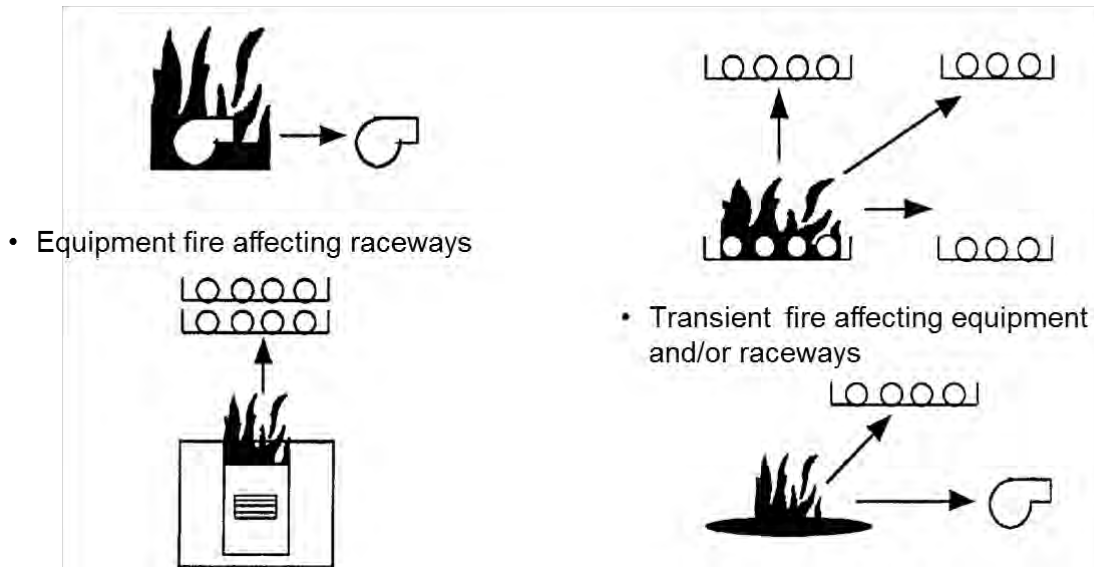 • Equipment fire affecting raceways
• Transient fire affecting equipment
and/or raceways